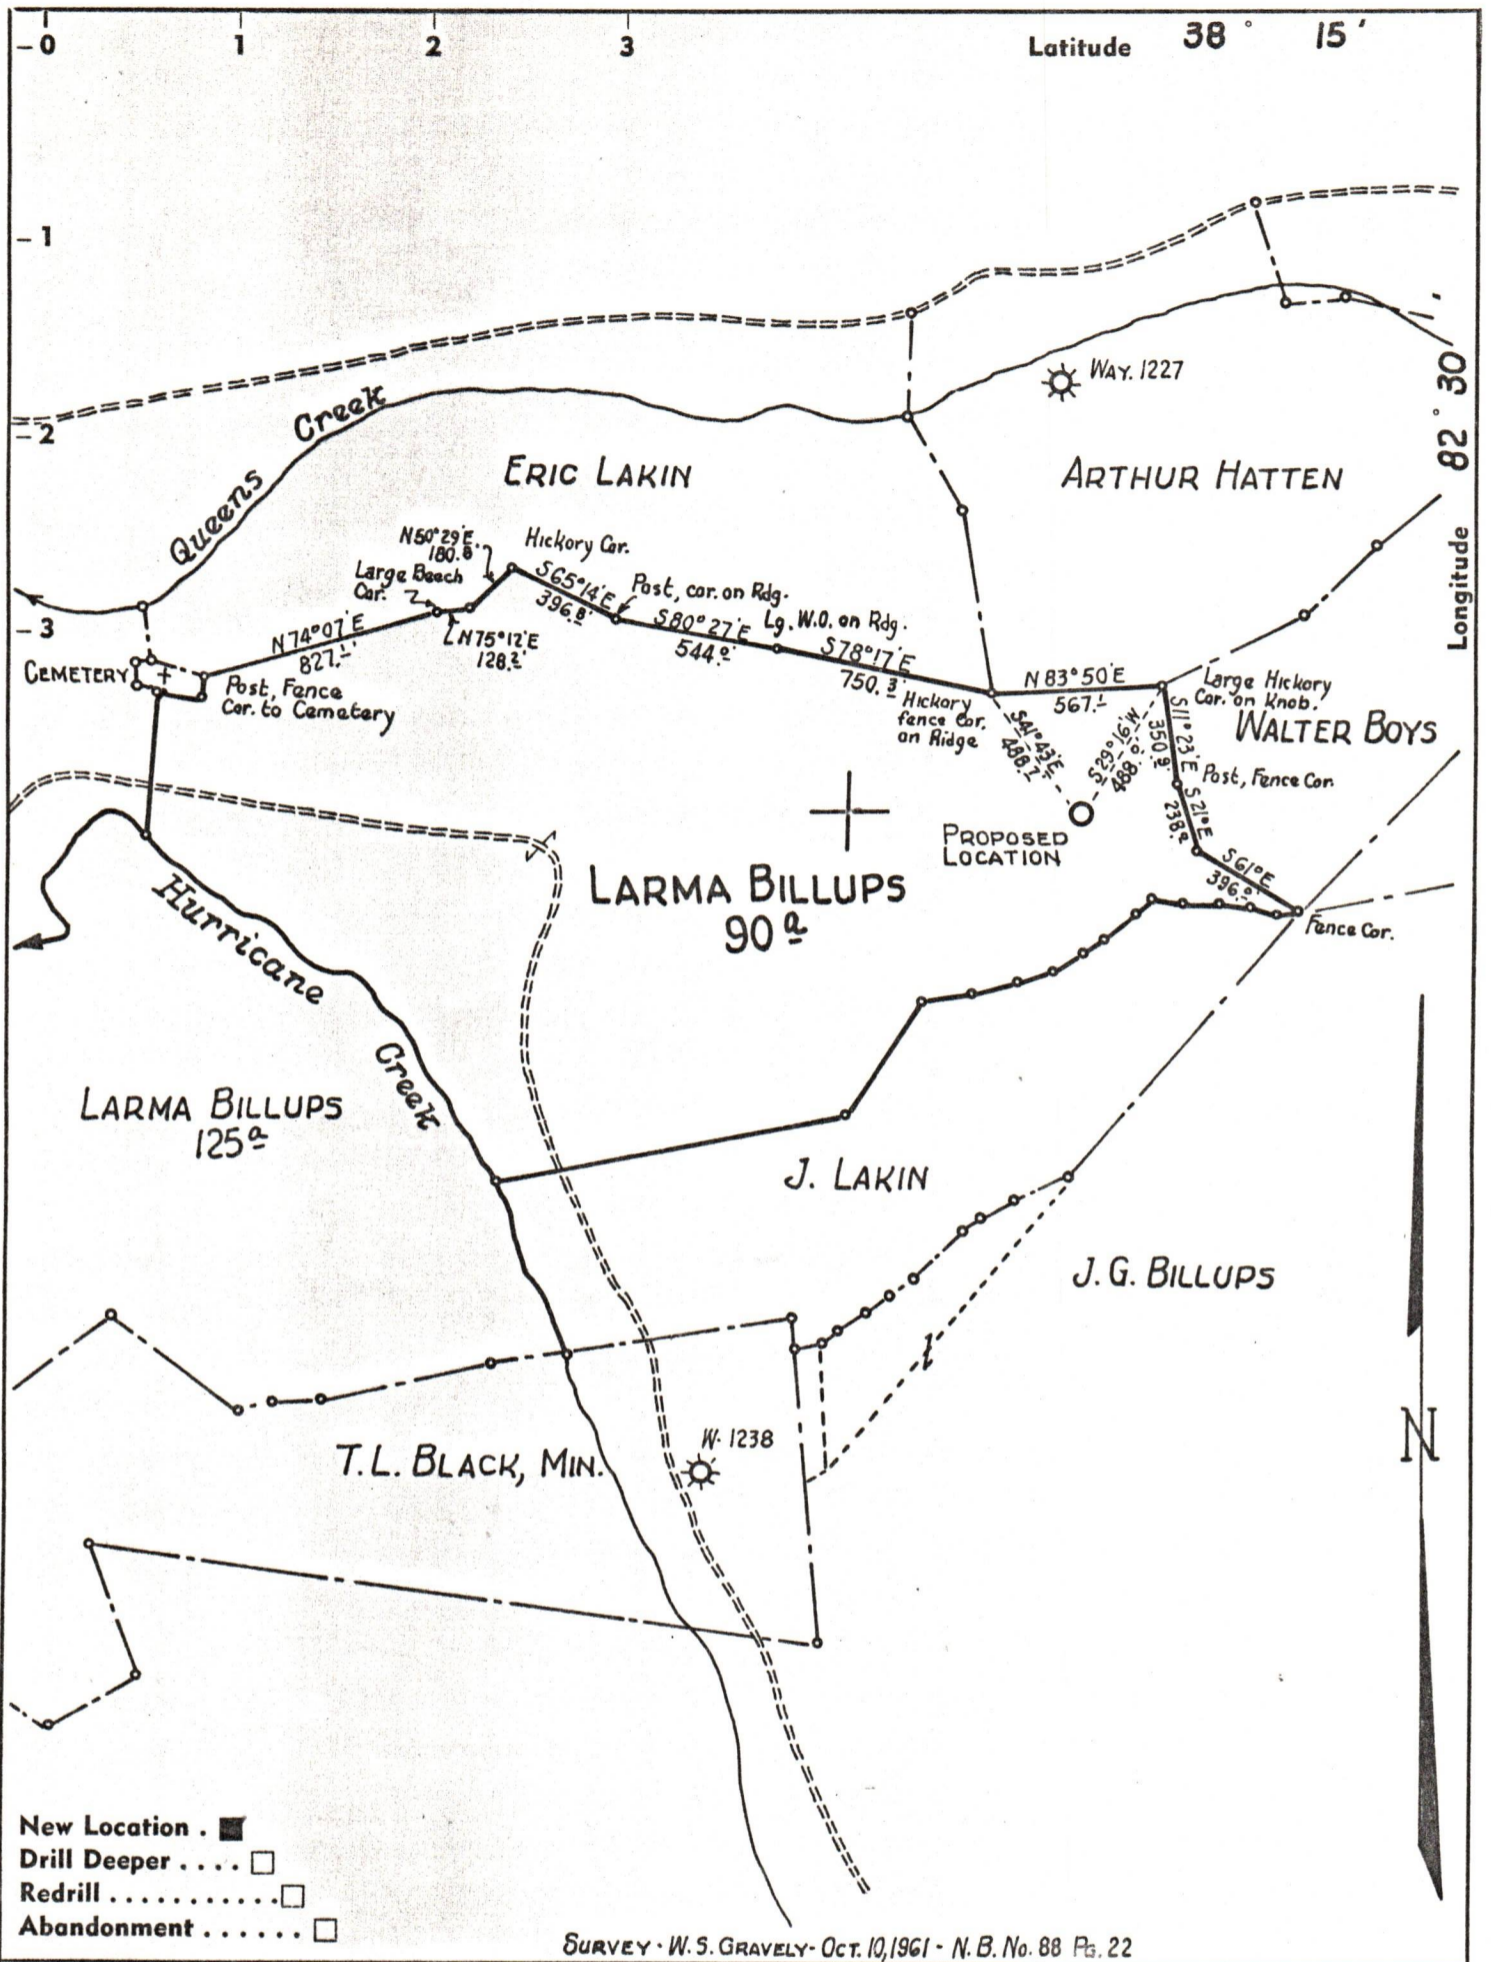 0 1 2 3 Latitude 38° 15'
1
2
3
Longitude 82° 30'
WAY. 1227
Queens Creek
ERIC LAKIN
ARTHUR HATTEN
N50°29'E
180.8'
Hickory Cor.
Large Beech
Cor.
S65°14'E
396.8'
Post, cor. on Rdg.
N74°07'E
827.1'
N75°12'E
128.2'
S80°27'E
544.0'
Lg. W.O. on Rdg.
S78°17'E
750.3'
CEMETERY
Post, Fence
Cor. to Cemetery
Hickory
fence Cor.
on Ridge
N83°50'E
567.1'
Large Hickory
Cor. on Knob.
WALTER BOYS
S41°43'E
488.7'
S29°16'W
488.0'
S11°23'E
350.9'
Post, Fence Cor.
S21°E
238.9'
PROPOSED
LOCATION
S61°E
396.0'
Fence Cor.
LARMA BILLUPS
90 a
Hurricane
Creek
LARMA BILLUPS
125 a
J. LAKIN
J.G. BILLUPS
T.L. BLACK, MIN.
W-1238
N
New Location .
Drill Deeper ....
Redrill ...........
Abandonment ......
SURVEY - W.S. GRAVELY - OCT. 10, 1961 - N.B. No. 88 PG. 22